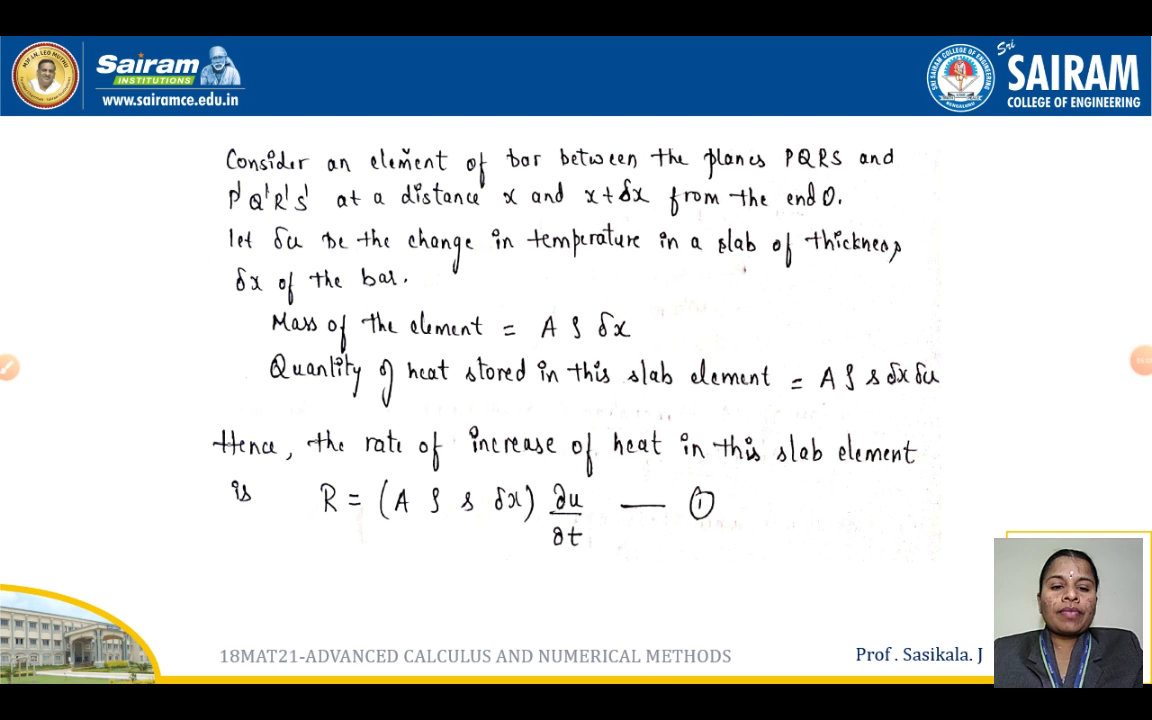 Sairam
INSTITUTIONS
www.sairamce.edu.in
Sri
SAIRAM
COLLEGE OF ENGINEERING
Consider an element of bar between the planes PQRS and
P'Q'R'S' at a distance x and x+δx from the end O.
let δu be the change in temperature in a slab of thickness
δx of the bar.
Mass of the element = A ρ δx
Quantity of heat stored in this slab element = A ρ s δx δu
Hence, the rate of increase of heat in this slab element
is R = (A ρ s δx) ∂u/∂t — ①
18MAT21-ADVANCED CALCULUS AND NUMERICAL METHODS
Prof . Sasikala. J